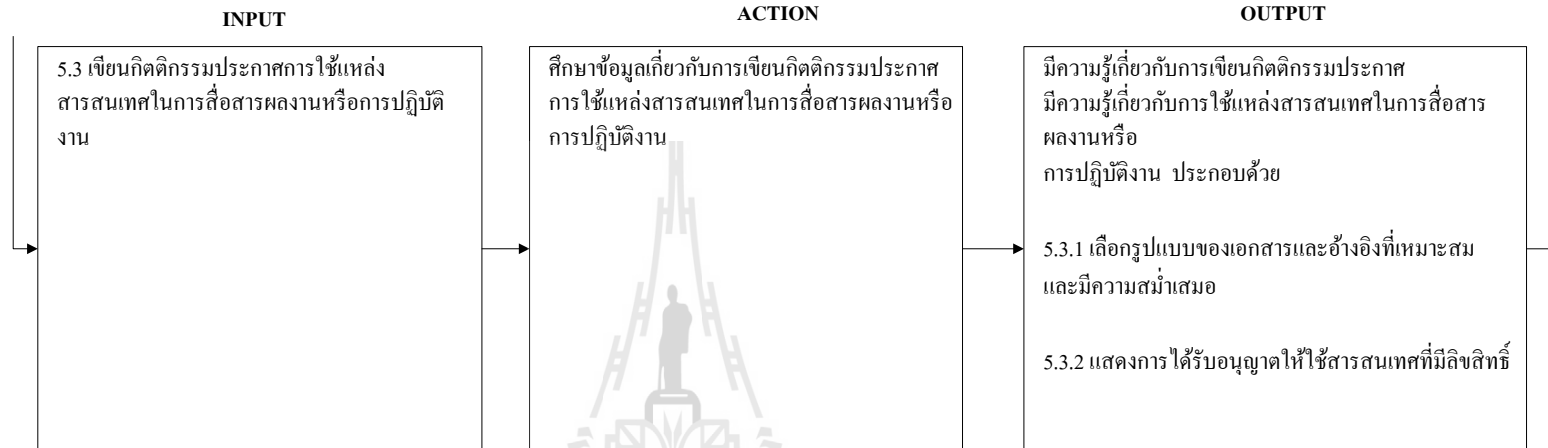 INPUT
ACTION
OUTPUT
5.3 เขียนกิตติกรรมประกาศการใช้แหล่ง
สารสนเทศในการสื่อสารผลงานหรือการปฏิบัติ
งาน
ศึกษาข้อมูลเกี่ยวกับการเขียนกิตติกรรมประกาศ
การใช้แหล่งสารสนเทศในการสื่อสารผลงานหรือ
การปฏิบัติงาน
มีความรู้เกี่ยวกับการเขียนกิตติกรรมประกาศ
มีความรู้เกี่ยวกับการใช้แหล่งสารสนเทศในการสื่อสาร
ผลงานหรือ
การปฏิบัติงาน ประกอบด้วย
5.3.1 เลือกรูปแบบของเอกสารและอ้างอิงที่เหมาะสม
และมีความสม่ำเสมอ
5.3.2 แสดงการได้รับอนุญาตให้ใช้สารสนเทศที่มีลิขสิทธิ์